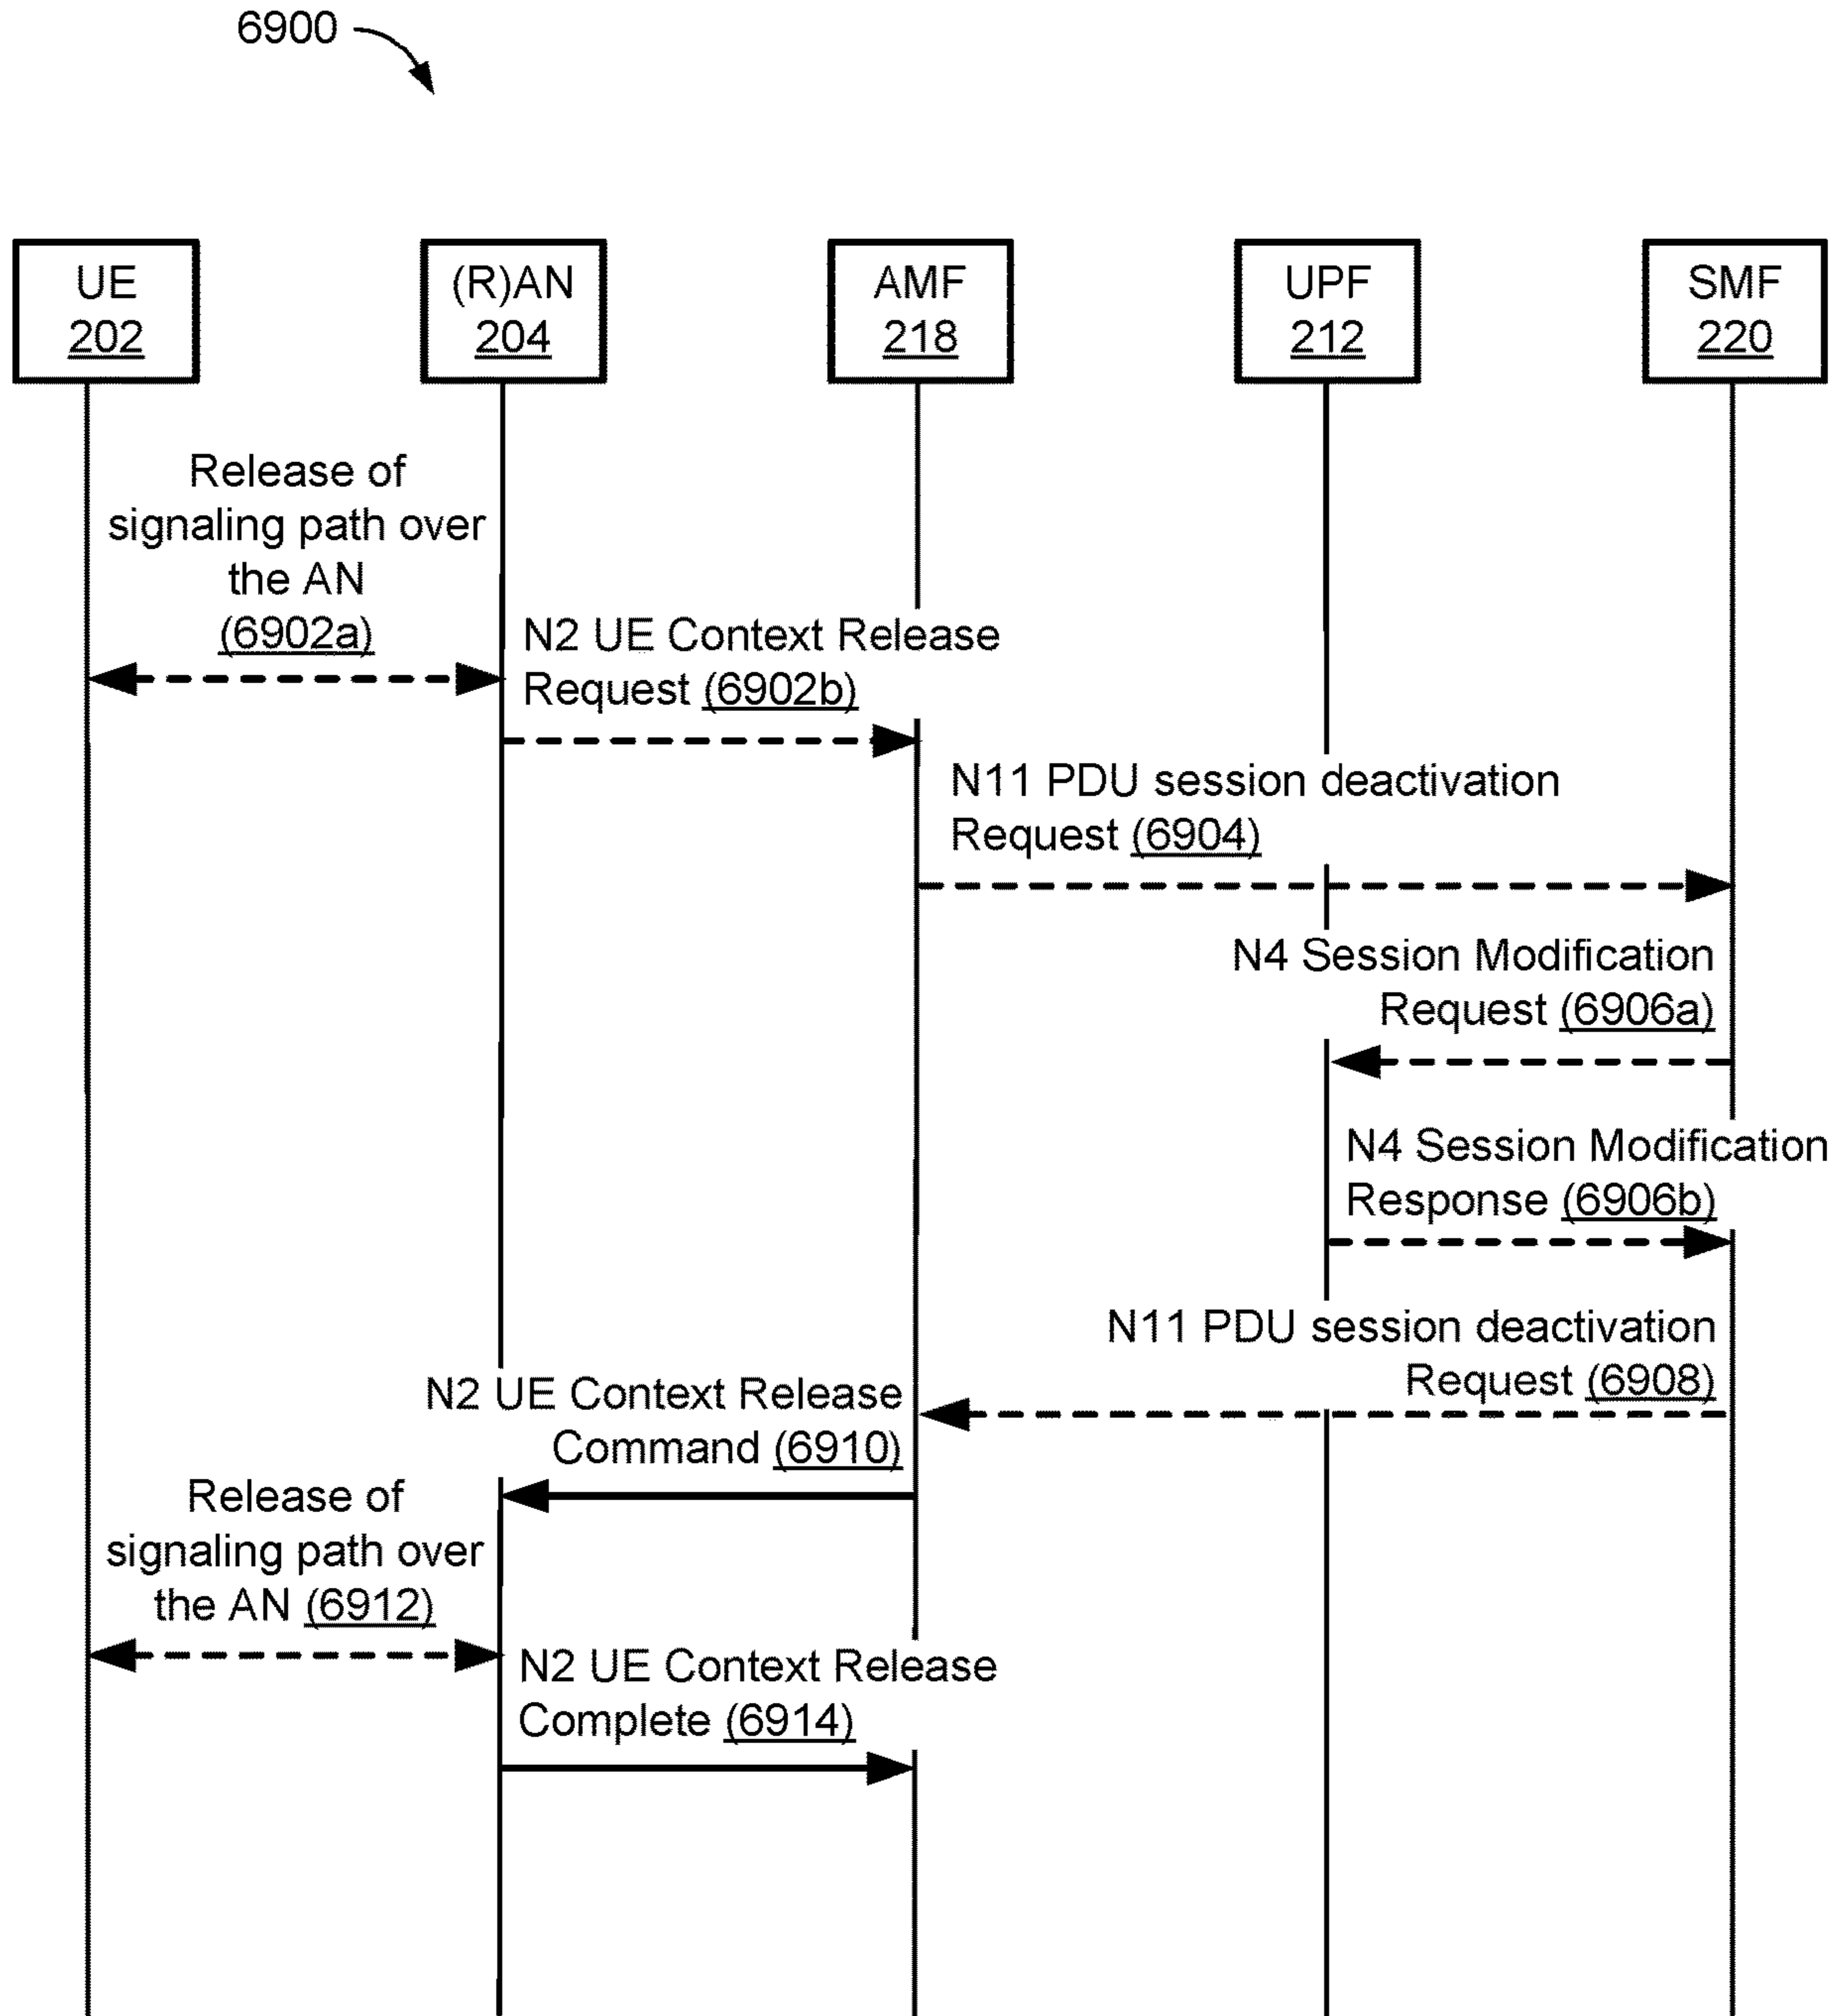 6900
UE
202
(R)AN
204
AMF
218
UPF
212
SMF
220
Release of
signaling path over
the AN
(6902a)
N2 UE Context Release
Request (6902b)
N11 PDU session deactivation
Request (6904)
N4 Session Modification
Request (6906a)
N4 Session Modification
Response (6906b)
N11 PDU session deactivation
Request (6908)
N2 UE Context Release
Command (6910)
Release of
signaling path over
the AN (6912)
N2 UE Context Release
Complete (6914)